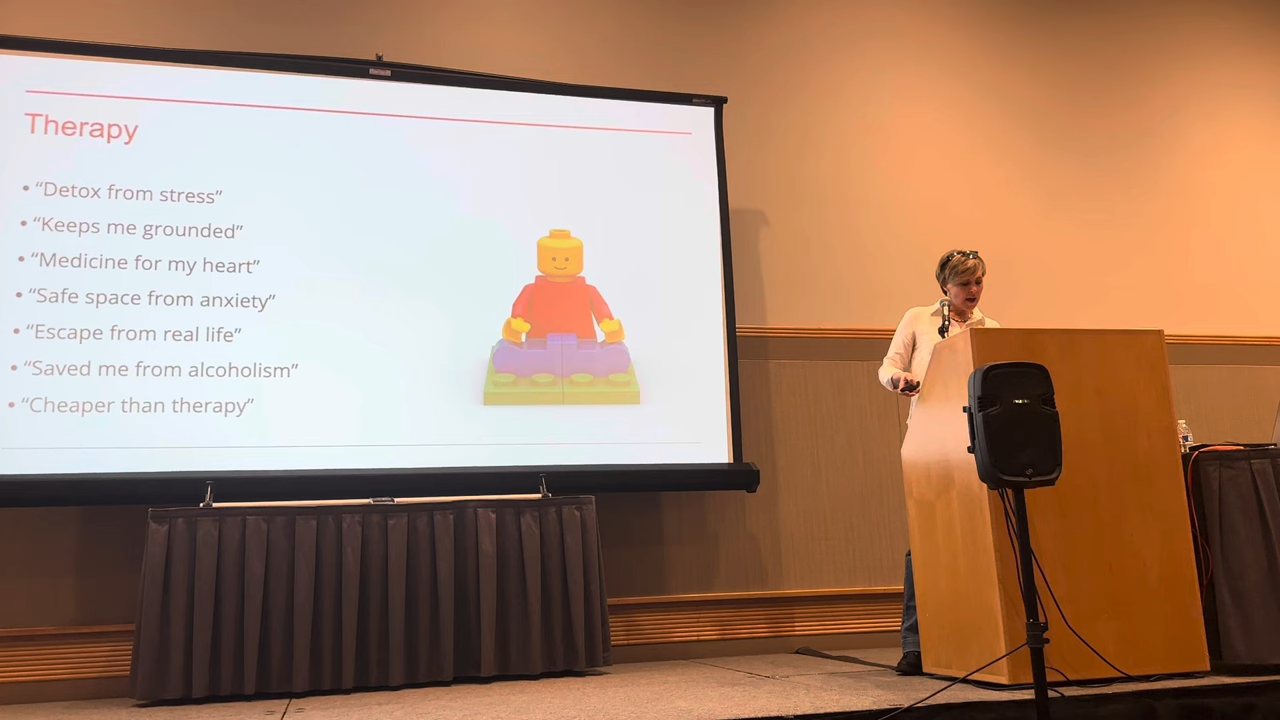 Therapy
• “Detox from stress”
• “Keeps me grounded”
• “Medicine for my heart”
• “Safe space from anxiety”
• “Escape from real life”
• “Saved me from alcoholism”
• “Cheaper than therapy”